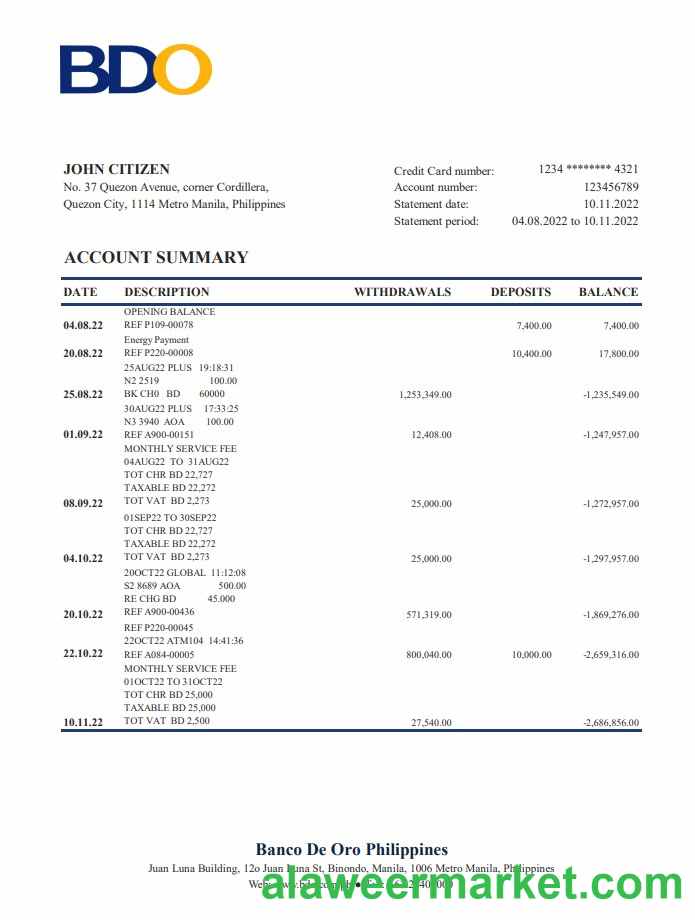 BDO
JOHN CITIZEN
No. 37 Quezon Avenue, corner Cordillera,
Quezon City, 1114 Metro Manila, Philippines
Credit Card number: 1234 ******** 4321
Account number: 123456789
Statement date: 10.11.2022
Statement period: 04.08.2022 to 10.11.2022
ACCOUNT SUMMARY
DATE DESCRIPTION WITHDRAWALS DEPOSITS BALANCE
OPENING BALANCE
04.08.22 REF P109-00078 7,400.00 7,400.00
Energy Payment
20.08.22 REF P220-00008 10,400.00 17,800.00
25AUG22 PLUS 19:18:31
N2 2519 100.00
25.08.22 BK CH0 BD 60000 1,253,349.00 -1,235,549.00
30AUG22 PLUS 17:33:25
N3 3940 AOA 100.00
01.09.22 REF A900-00151 12,408.00 -1,247,957.00
MONTHLY SERVICE FEE
04AUG22 TO 31AUG22
TOT CHR BD 22,727
TAXABLE BD 22,272
08.09.22 TOT VAT BD 2,273 25,000.00 -1,272,957.00
01SEP22 TO 30SEP22
TOT CHR BD 22,727
TAXABLE BD 22,272
04.10.22 TOT VAT BD 2,273 25,000.00 -1,297,957.00
20OCT22 GLOBAL 11:12:08
S2 8689 AOA 500.00
RE CHG BD 45.000
20.10.22 REF A900-00436 571,319.00 -1,869,276.00
REF P220-00045
22OCT22 ATM104 14:41:36
22.10.22 REF A084-00005 800,040.00 10,000.00 -2,659,316.00
MONTHLY SERVICE FEE
01OCT22 TO 31OCT22
TOT CHR BD 25,000
TAXABLE BD 25,000
10.11.22 TOT VAT BD 2,500 27,540.00 -2,686,856.00
Banco De Oro Philippines
Juan Luna Building, 12o Juan Luna St, Binondo, Manila, 1006 Metro Manila, Philippines
alaweermarket.com